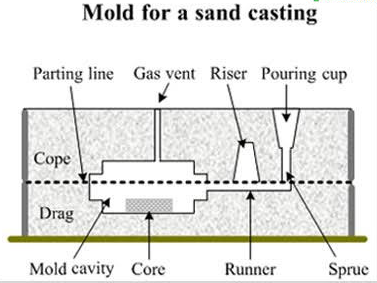 Mold for a sand casting
Parting line Gas vent Riser Pouring cup
Cope
Drag
Mold cavity Core Runner Sprue